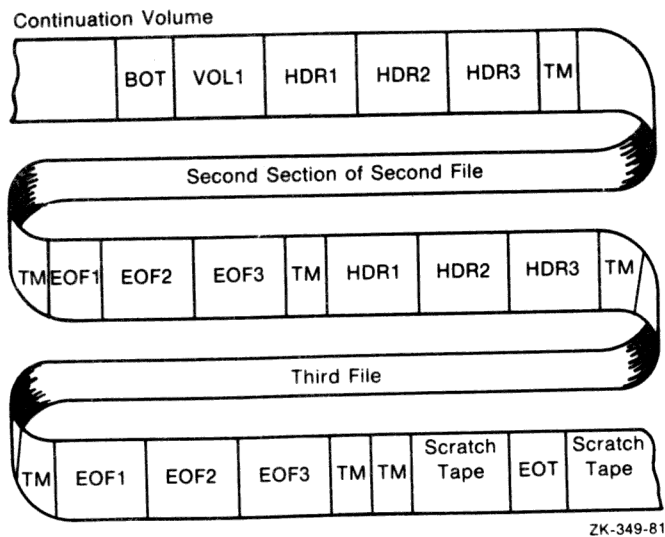 Continuation Volume
BOT VOL1 HDR1 HDR2 HDR3 TM
Second Section of Second File
TM EOF1 EOF2 EOF3 TM HDR1 HDR2 HDR3 TM
Third File
TM EOF1 EOF2 EOF3 TM TM Scratch Tape EOT Scratch Tape
ZK-349-81